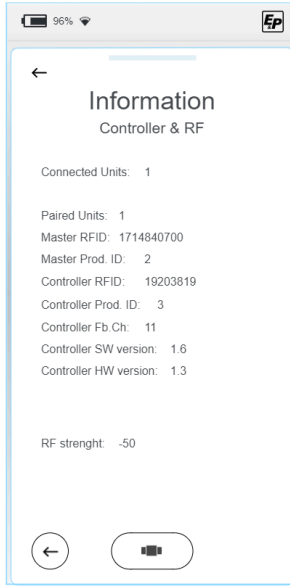 96%
EP
Information
Controller & RF
Connected Units: 1
Paired Units: 1
Master RFID: 1714840700
Master Prod. ID: 2
Controller RFID: 19203819
Controller Prod. ID: 3
Controller Fb.Ch: 11
Controller SW version: 1.6
Controller HW version: 1.3
RF strenght: -50